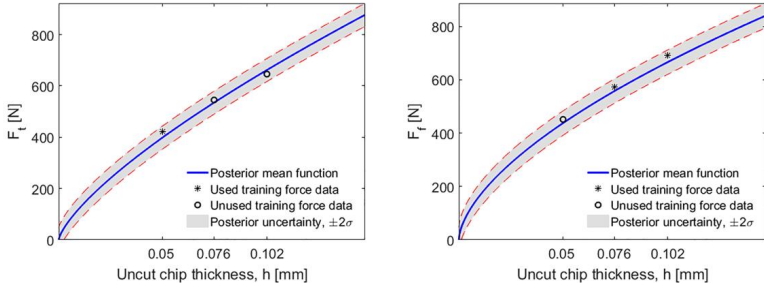 800
600
400
200
0
F_t [N]
Posterior mean function
Used training force data
Unused training force data
Posterior uncertainty, ±2σ
0.05 0.076 0.102
Uncut chip thickness, h [mm]
800
600
400
200
0
F_f [N]
Posterior mean function
Used training force data
Unused training force data
Posterior uncertainty, ±2σ
0.05 0.076 0.102
Uncut chip thickness, h [mm]